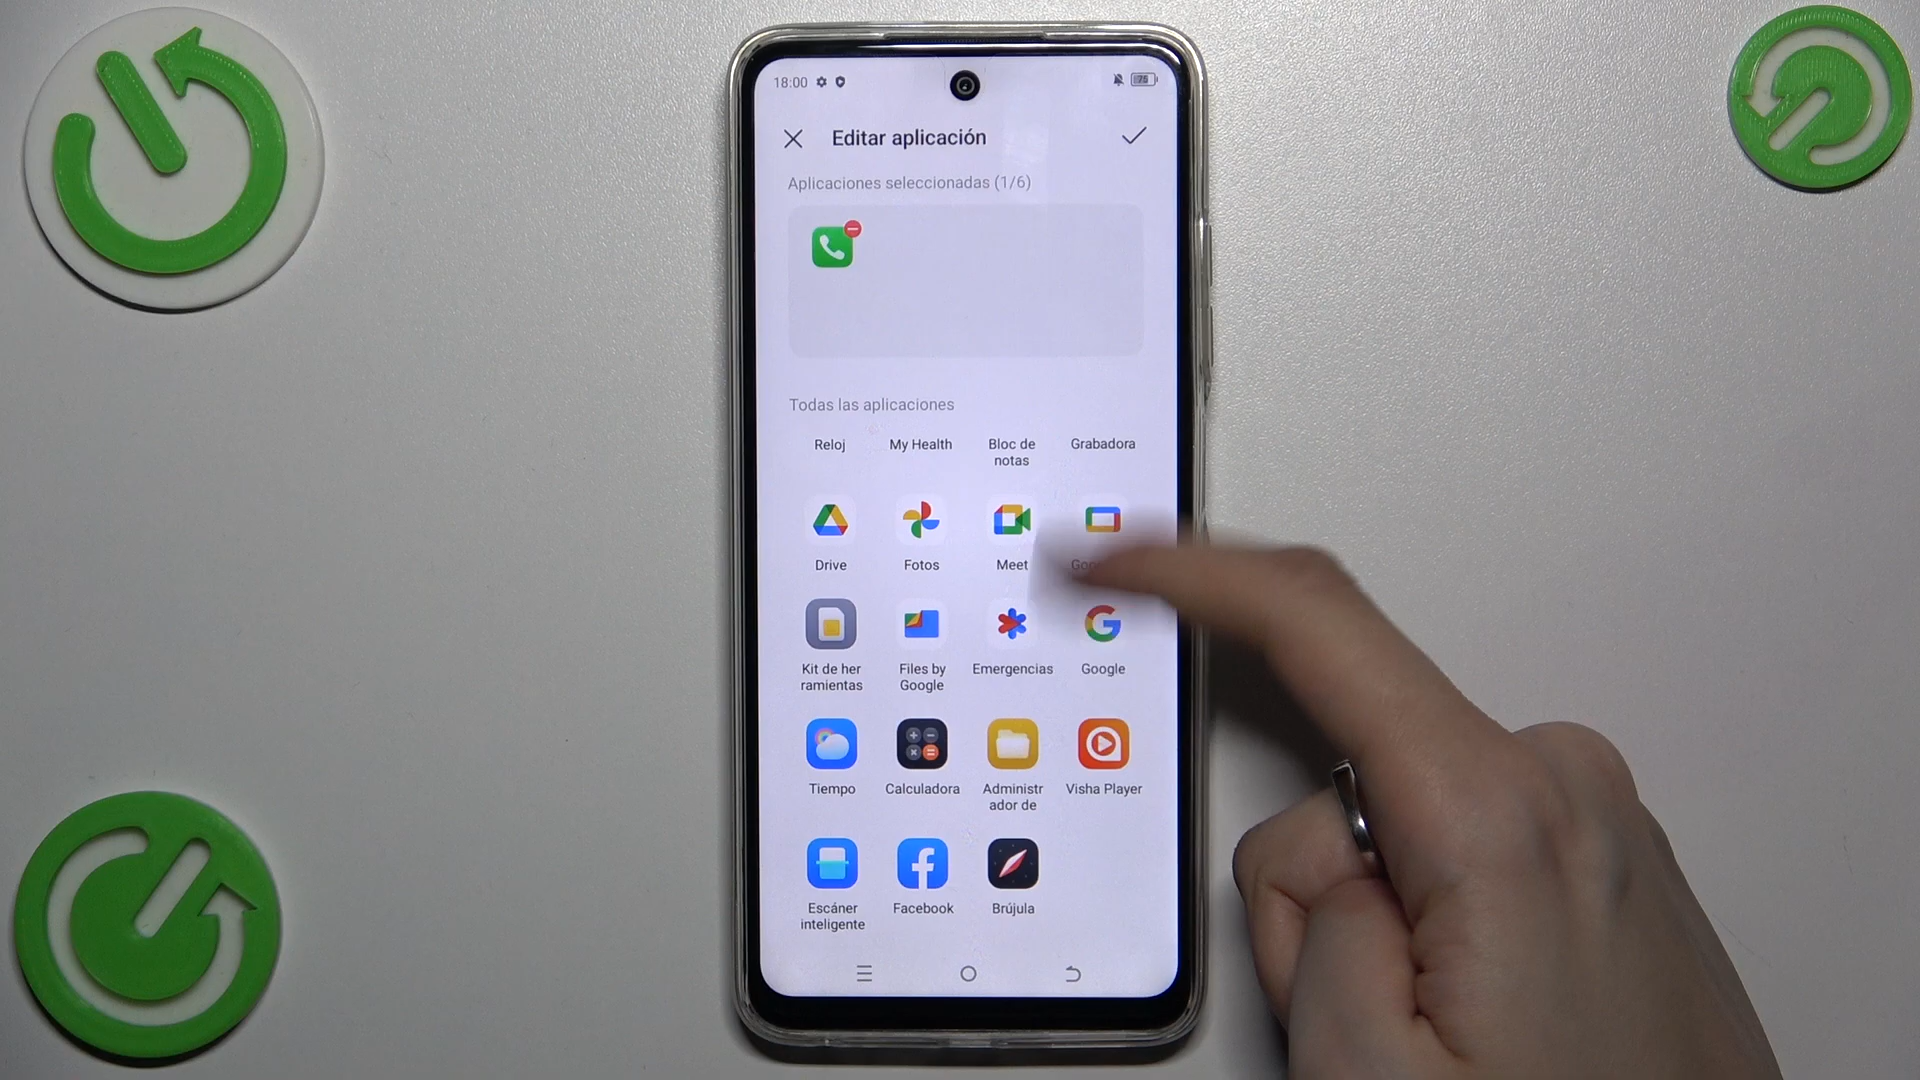 18:00
75
Editar aplicación
Aplicaciones seleccionadas (1/6)
Todas las aplicaciones
Reloj
My Health
Bloc de
notas
Grabadora
Drive
Fotos
Meet
Kit de her
ramientas
Files by
Google
Emergencias
Google
Tiempo
Calculadora
Administr
ador de
Visha Player
Escáner
inteligente
Facebook
Brújula